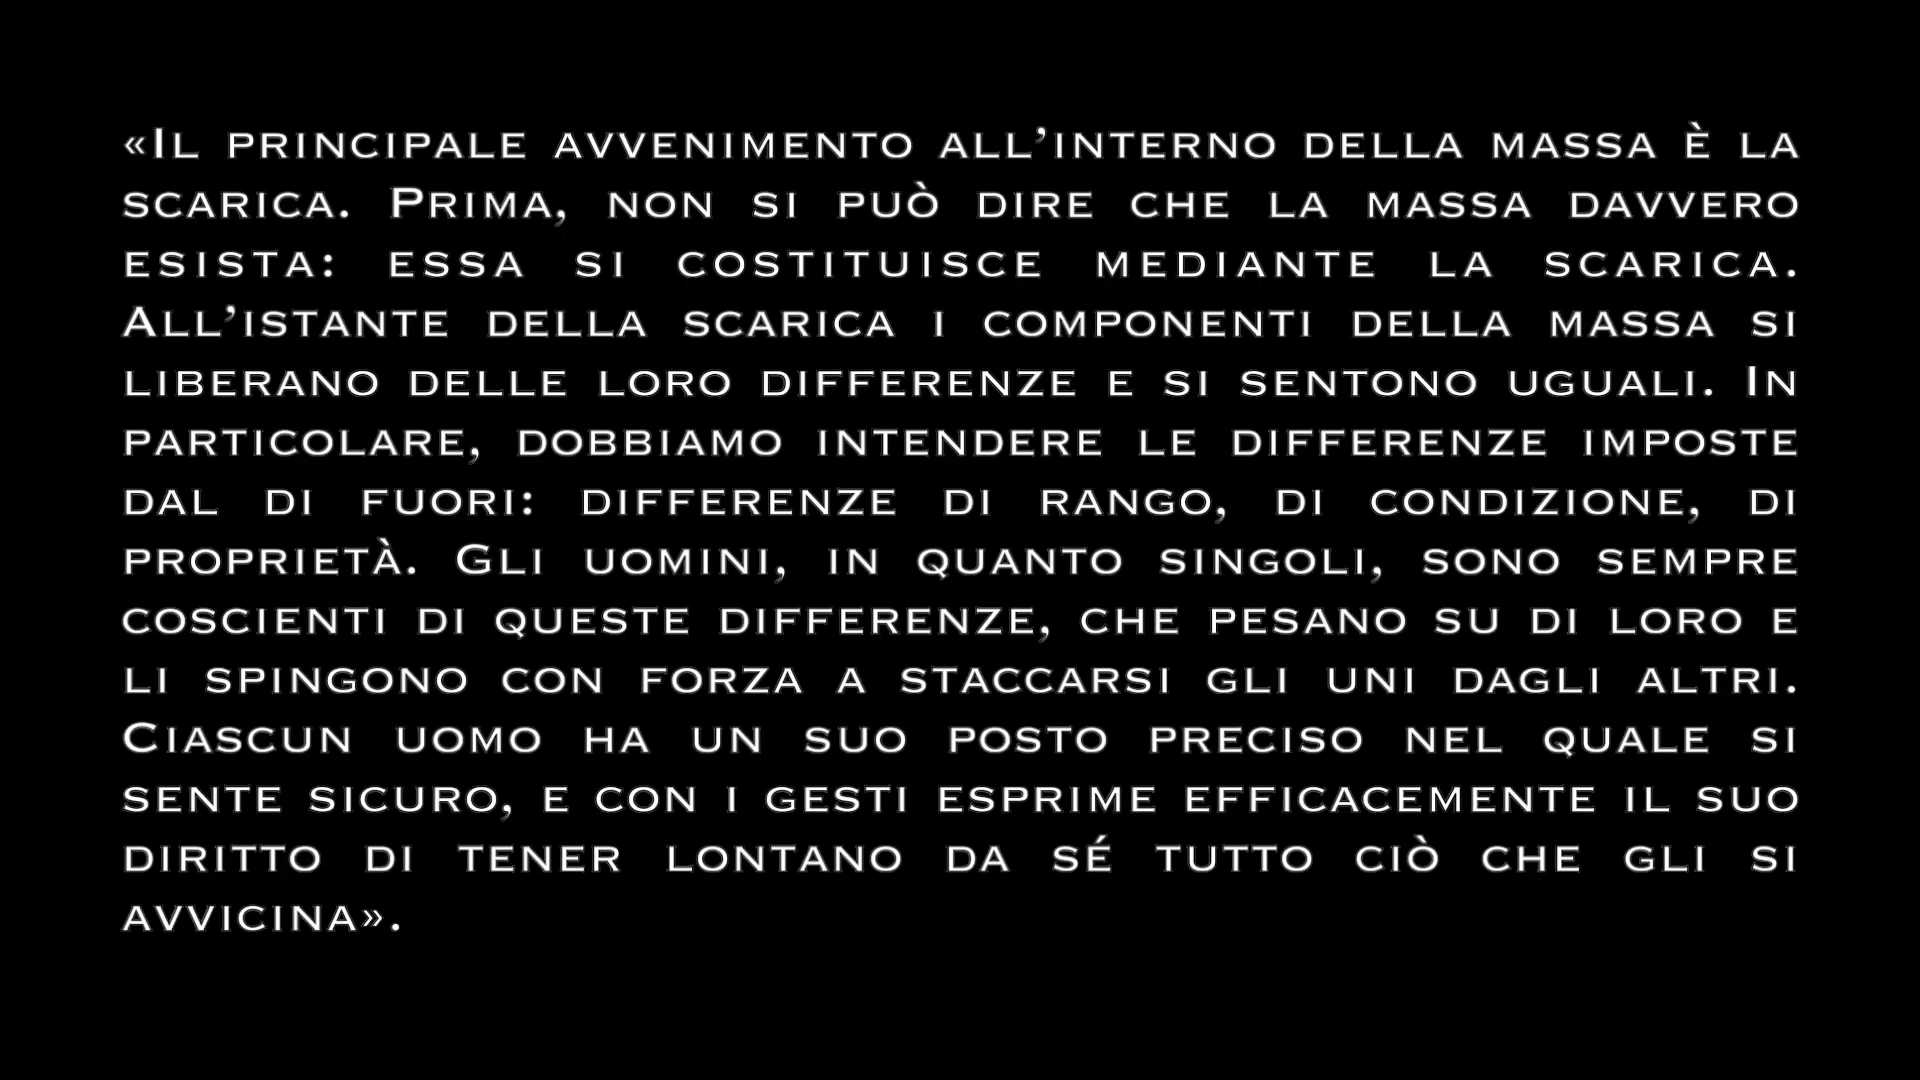 «Il principale avvenimento all’interno della massa è la
scarica. Prima, non si può dire che la massa davvero
esista: essa si costituisce mediante la scarica.
All’istante della scarica i componenti della massa si
liberano delle loro differenze e si sentono uguali. In
particolare, dobbiamo intendere le differenze imposte
dal di fuori: differenze di rango, di condizione, di
proprietà. Gli uomini, in quanto singoli, sono sempre
coscienti di queste differenze, che pesano su di loro e
li spingono con forza a staccarsi gli uni dagli altri.
Ciascun uomo ha un suo posto preciso nel quale si
sente sicuro, e con i gesti esprime efficacemente il suo
diritto di tener lontano da sé tutto ciò che gli si
avvicina».